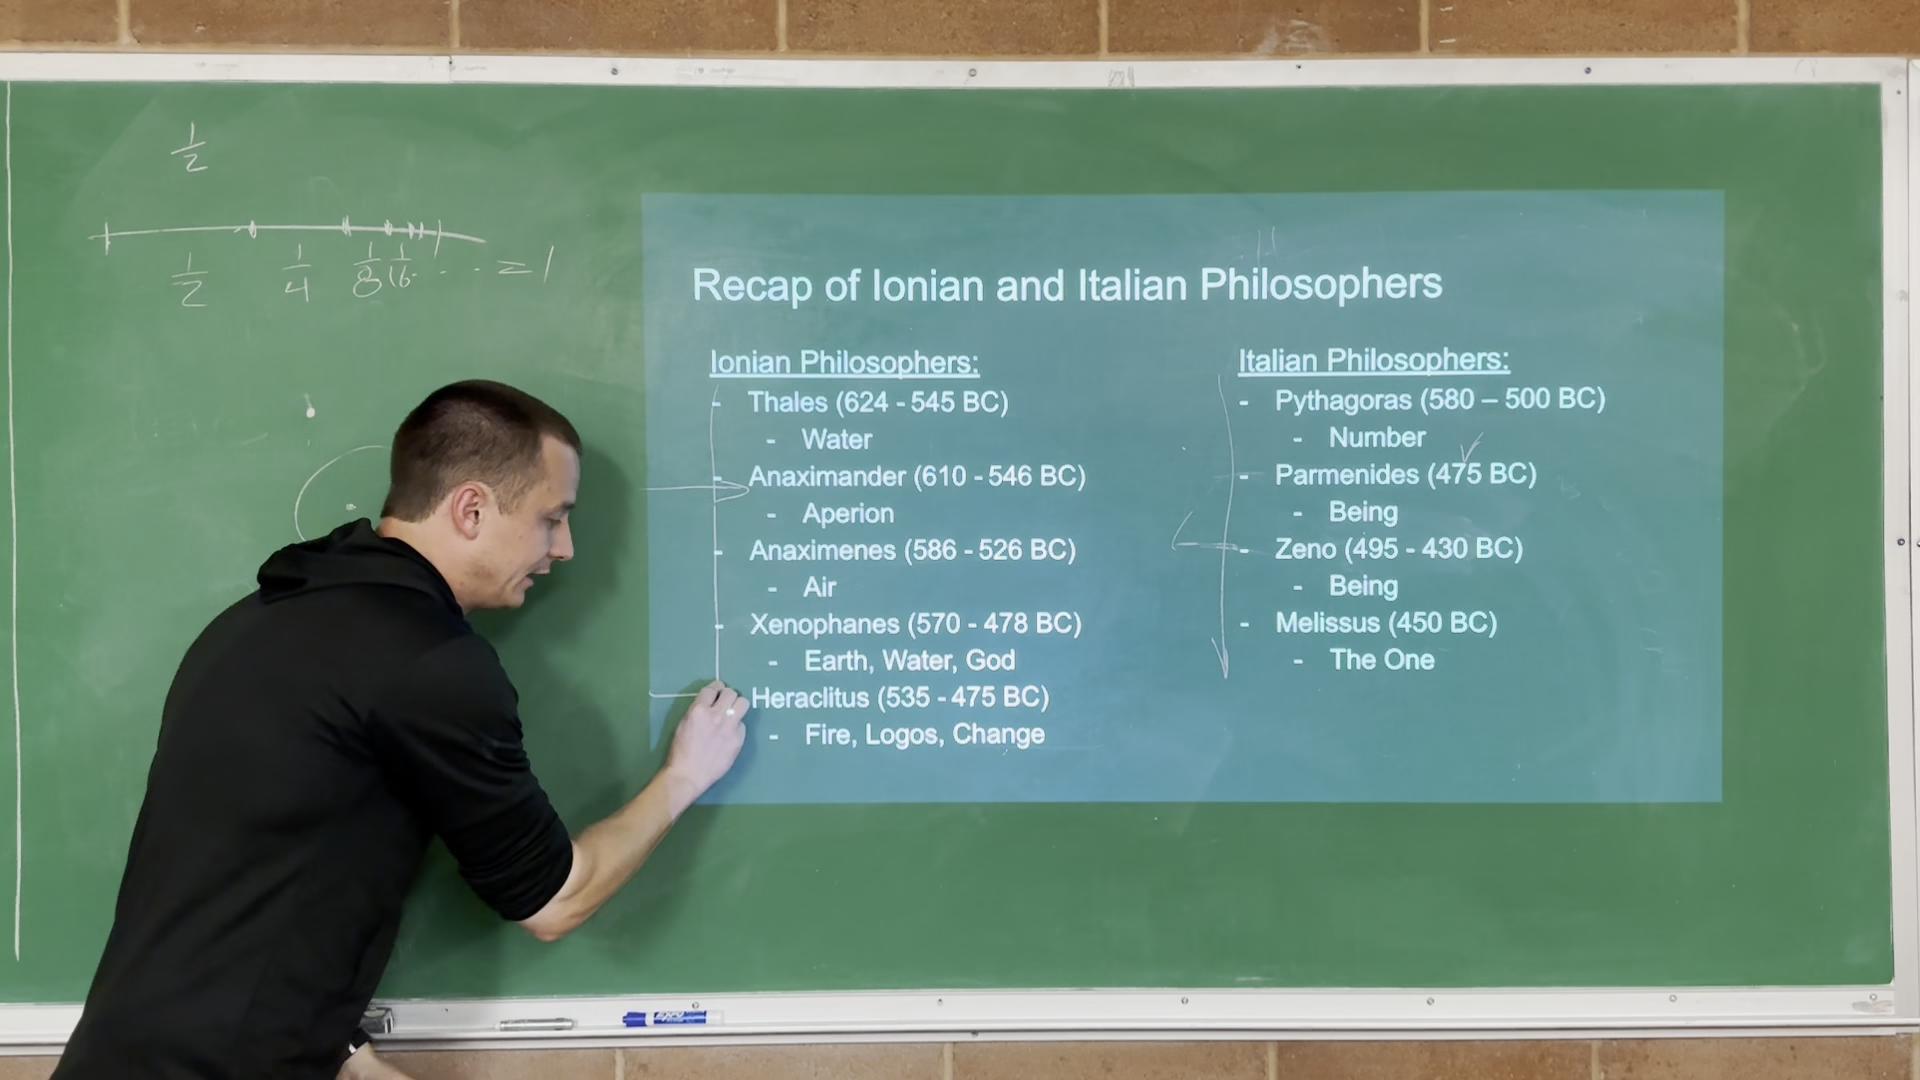 1/2
1/2 1/4 1/8 1/16 . . . = 1
Recap of Ionian and Italian Philosophers
Ionian Philosophers:
- Thales (624 - 545 BC)
- Water
- Anaximander (610 - 546 BC)
- Aperion
- Anaximenes (586 - 526 BC)
- Air
- Xenophanes (570 - 478 BC)
- Earth, Water, God
Heraclitus (535 - 475 BC)
- Fire, Logos, Change
Italian Philosophers:
- Pythagoras (580 – 500 BC)
- Number
- Parmenides (475 BC)
- Being
- Zeno (495 - 430 BC)
- Being
- Melissus (450 BC)
- The One
EXPO